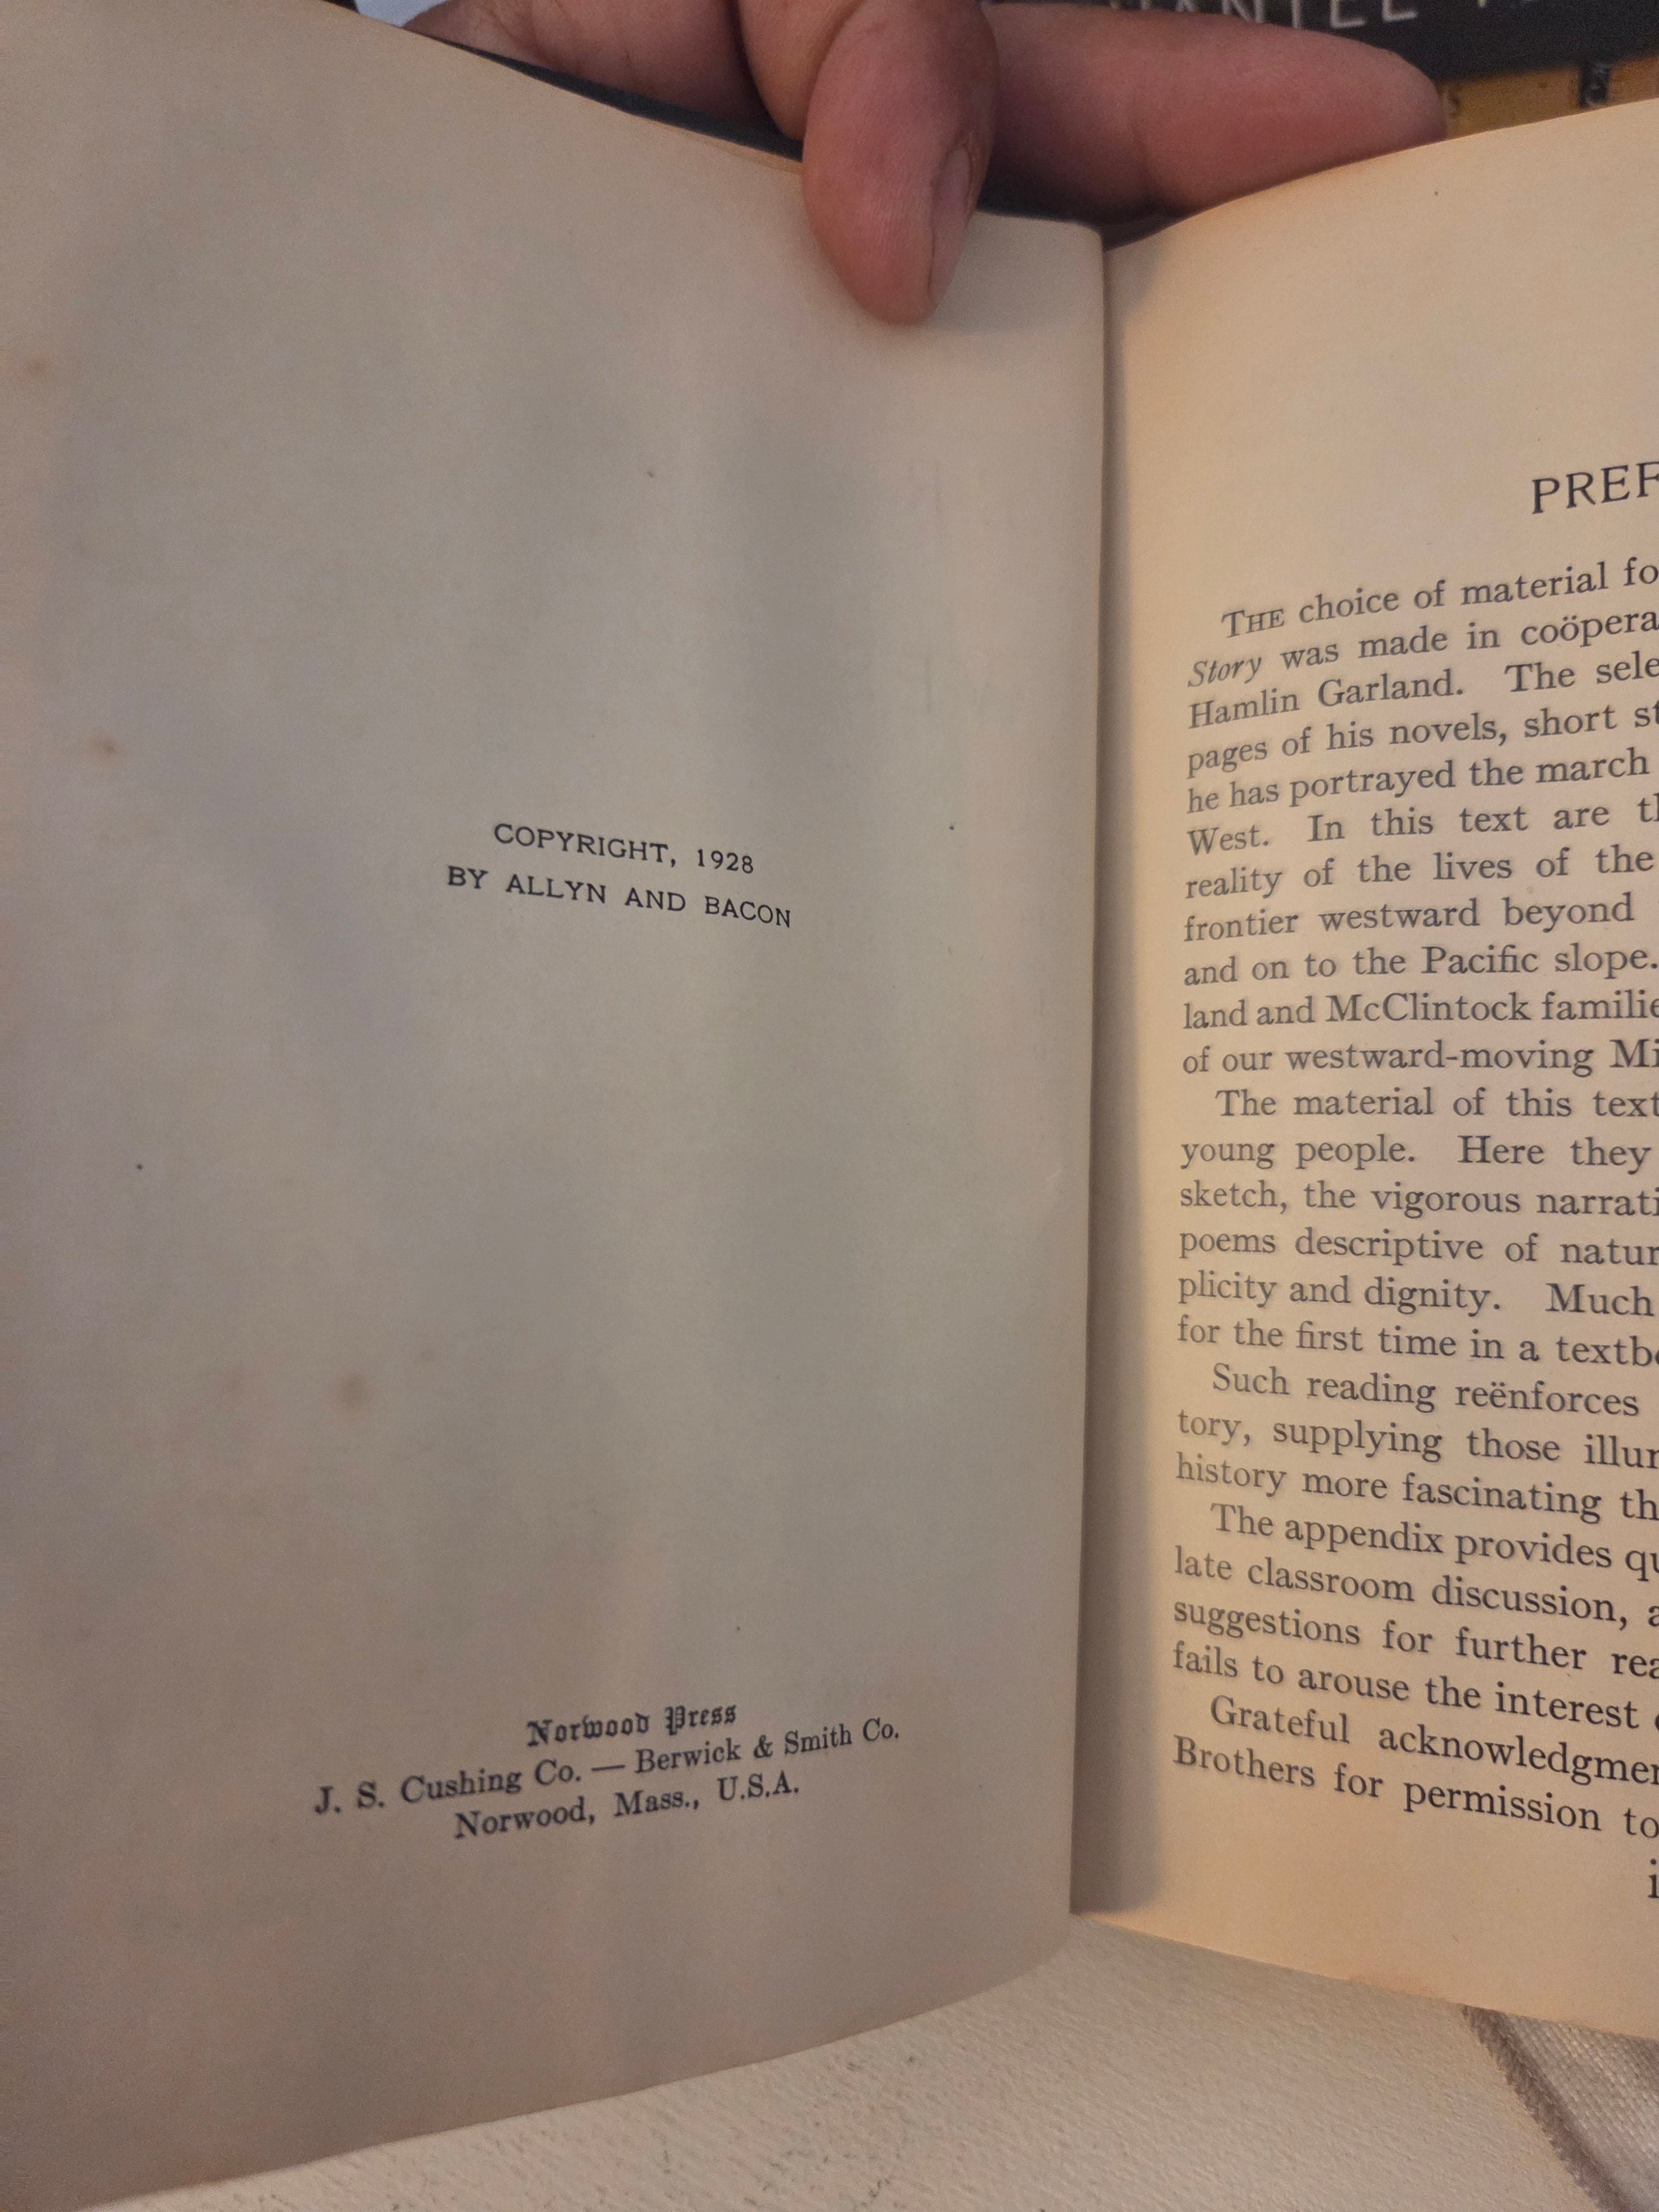 COPYRIGHT, 1928
BY ALLYN AND BACON
Norwood Press
J. S. Cushing Co. — Berwick & Smith Co.
Norwood, Mass., U.S.A.
PREF
THE choice of material fo
Story was made in coöpera
Hamlin Garland. The sele
pages of his novels, short st
he has portrayed the march
West. In this text are th
reality of the lives of the
frontier westward beyond
and on to the Pacific slope.
land and McClintock familie
of our westward-moving Mi
The material of this text
young people. Here they
sketch, the vigorous narrati
poems descriptive of natur
plicity and dignity. Much
for the first time in a textbo
Such reading reënforces
tory, supplying those illur
history more fascinating th
The appendix provides qu
late classroom discussion, a
suggestions for further rea
fails to arouse the interest
Grateful acknowledgmen
Brothers for permission to